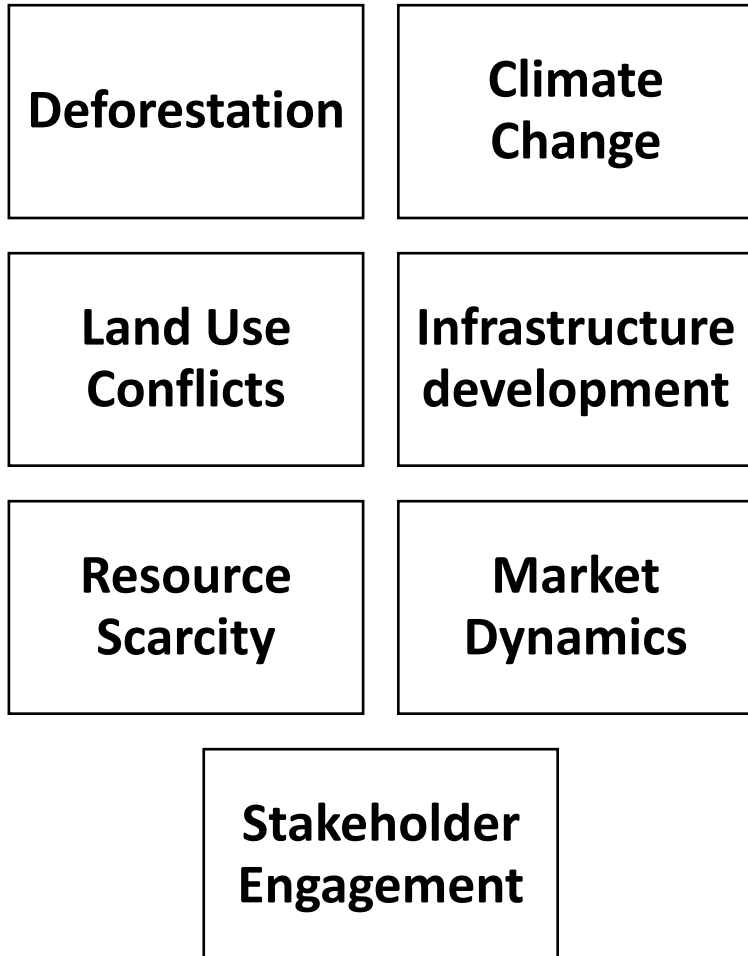 Deforestation
Climate
Change
Land Use
Conflicts
Infrastructure
development
Resource
Scarcity
Market
Dynamics
Stakeholder
Engagement